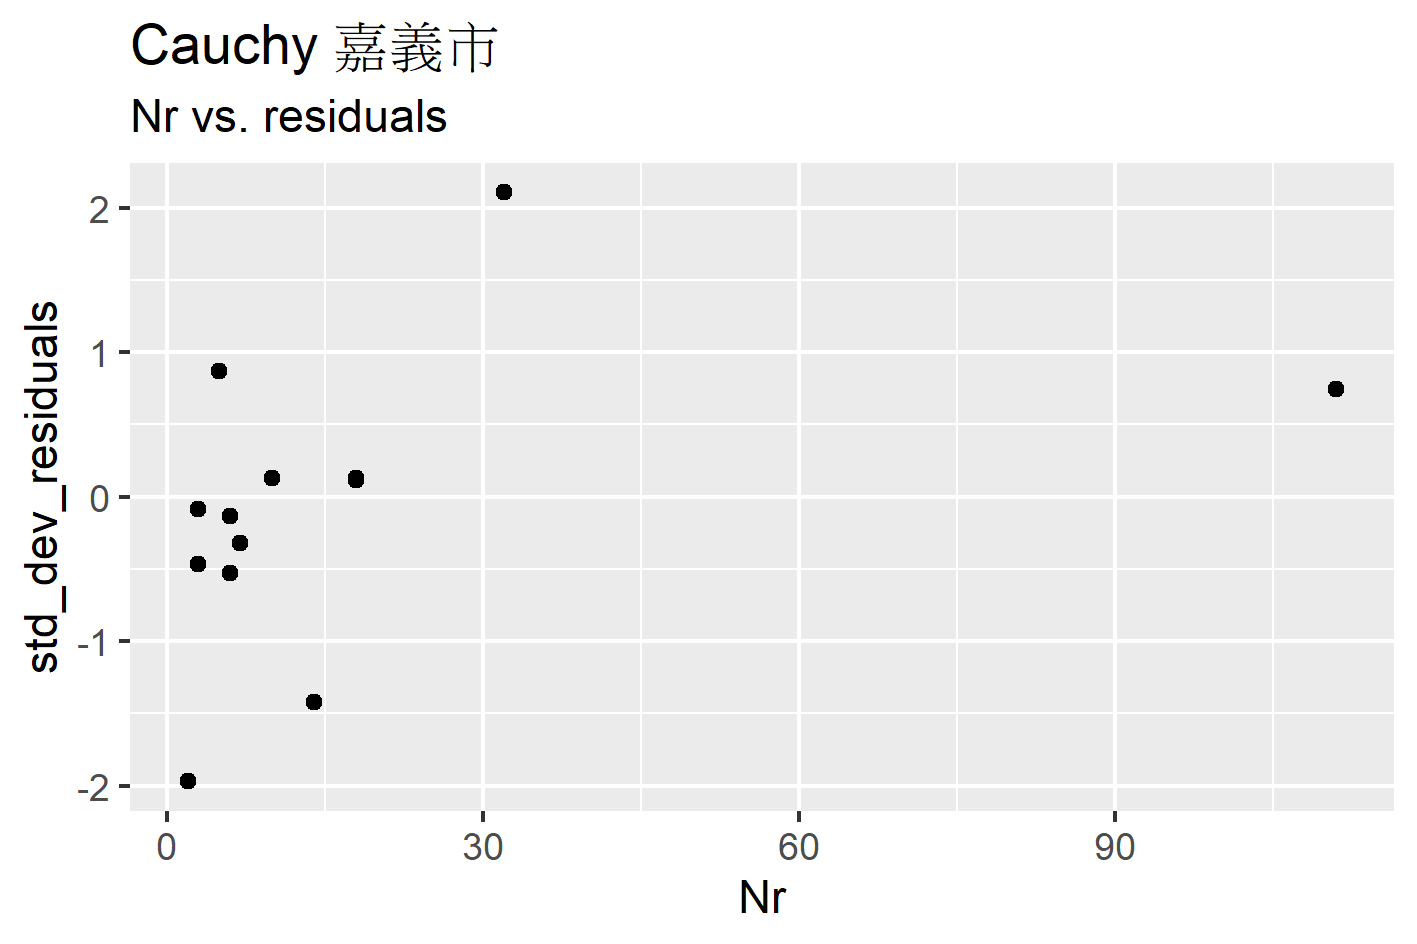 Cauchy 嘉義市
Nr vs. residuals
std_dev_residuals
2
1
0
-1
-2
0
30
60
90
Nr